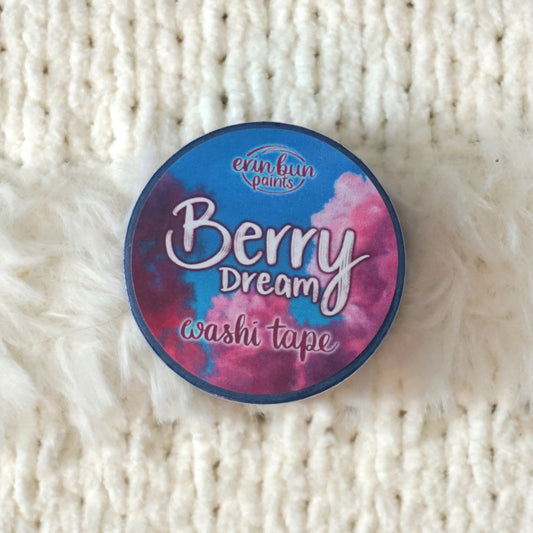 erin bun
paints
Berry
Dream
washi tape